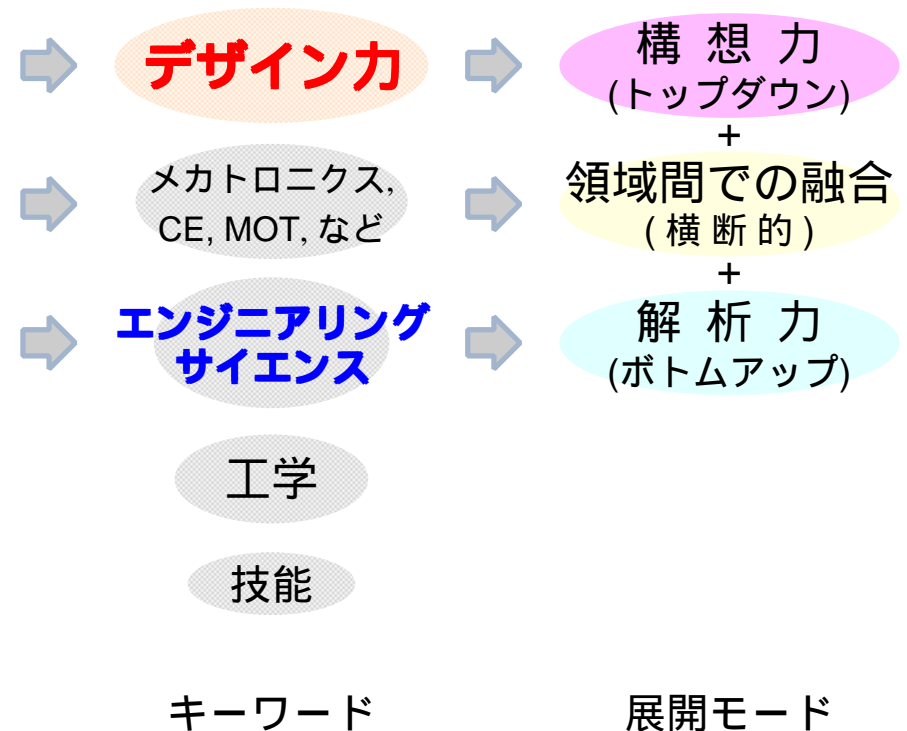 デザイン力
構 想 力
(トップダウン)
+
メカトロニクス,
CE, MOT, など
領域間での融合
( 横 断 的 )
+
エンジニアリング
サイエンス
解 析 力
(ボトムアップ)
工学
技能
キーワード
展開モード